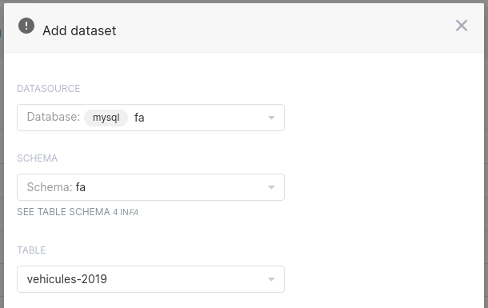 Add dataset
DATASOURCE
Database: mysql fa
SCHEMA
Schema: fa
SEE TABLE SCHEMA 4 IN FA
TABLE
vehicules-2019